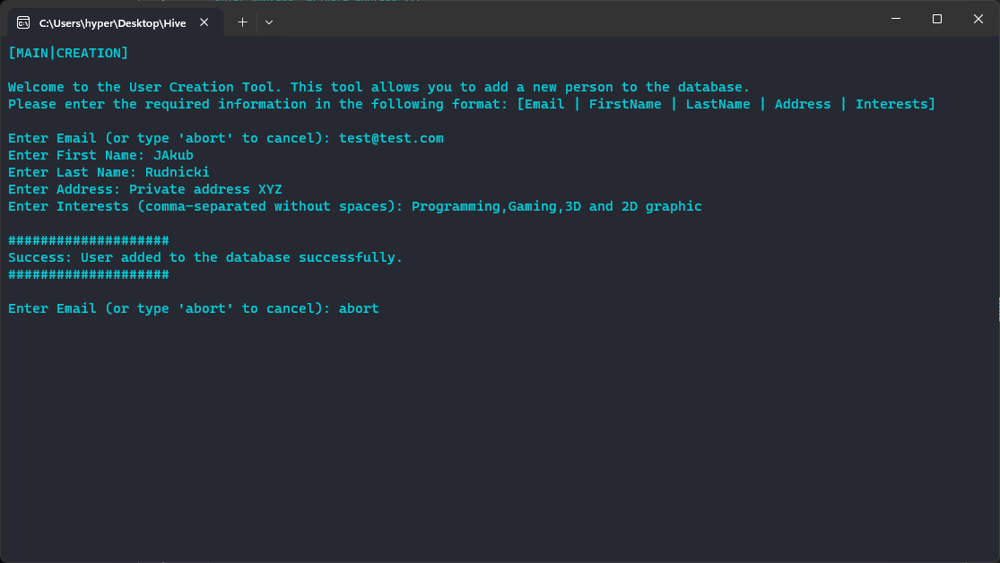 C:\Users\hyper\Desktop\Hive
[MAIN|CREATION]
Welcome to the User Creation Tool. This tool allows you to add a new person to the database.
Please enter the required information in the following format: [Email | FirstName | LastName | Address | Interests]
Enter Email (or type 'abort' to cancel): test@test.com
Enter First Name: JAkub
Enter Last Name: Rudnicki
Enter Address: Private address XYZ
Enter Interests (comma-separated without spaces): Programming,Gaming,3D and 2D graphic
####################
Success: User added to the database successfully.
####################
Enter Email (or type 'abort' to cancel): abort